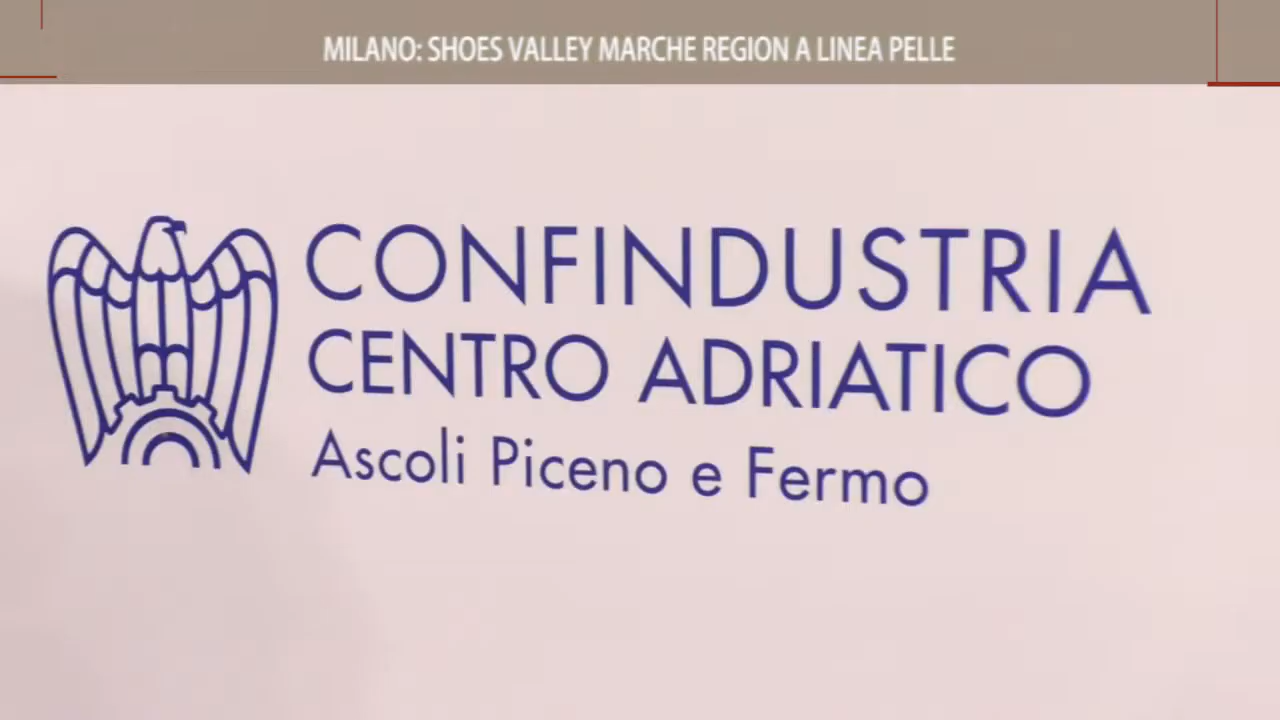 MILANO: SHOES VALLEY MARCHE REGION A LINEA PELLE
CONFINDUSTRIA
CENTRO ADRIATICO
Ascoli Piceno e Fermo